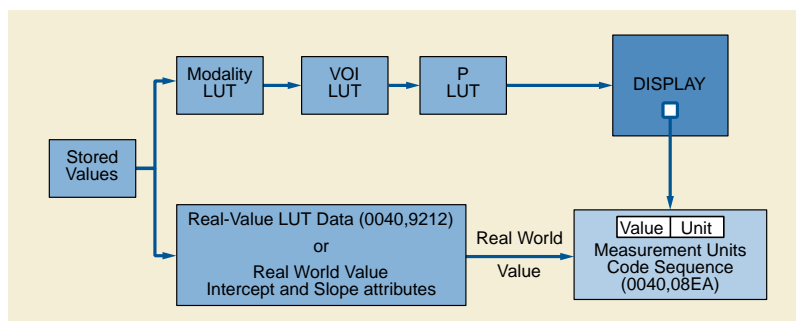 Modality
LUT
VOI
LUT
P
LUT
DISPLAY
Stored
Values
Real-Value LUT Data (0040,9212)
or
Real World Value
Intercept and Slope attributes
Real World
Value
Value Unit
Measurement Units
Code Sequence
(0040,08EA)